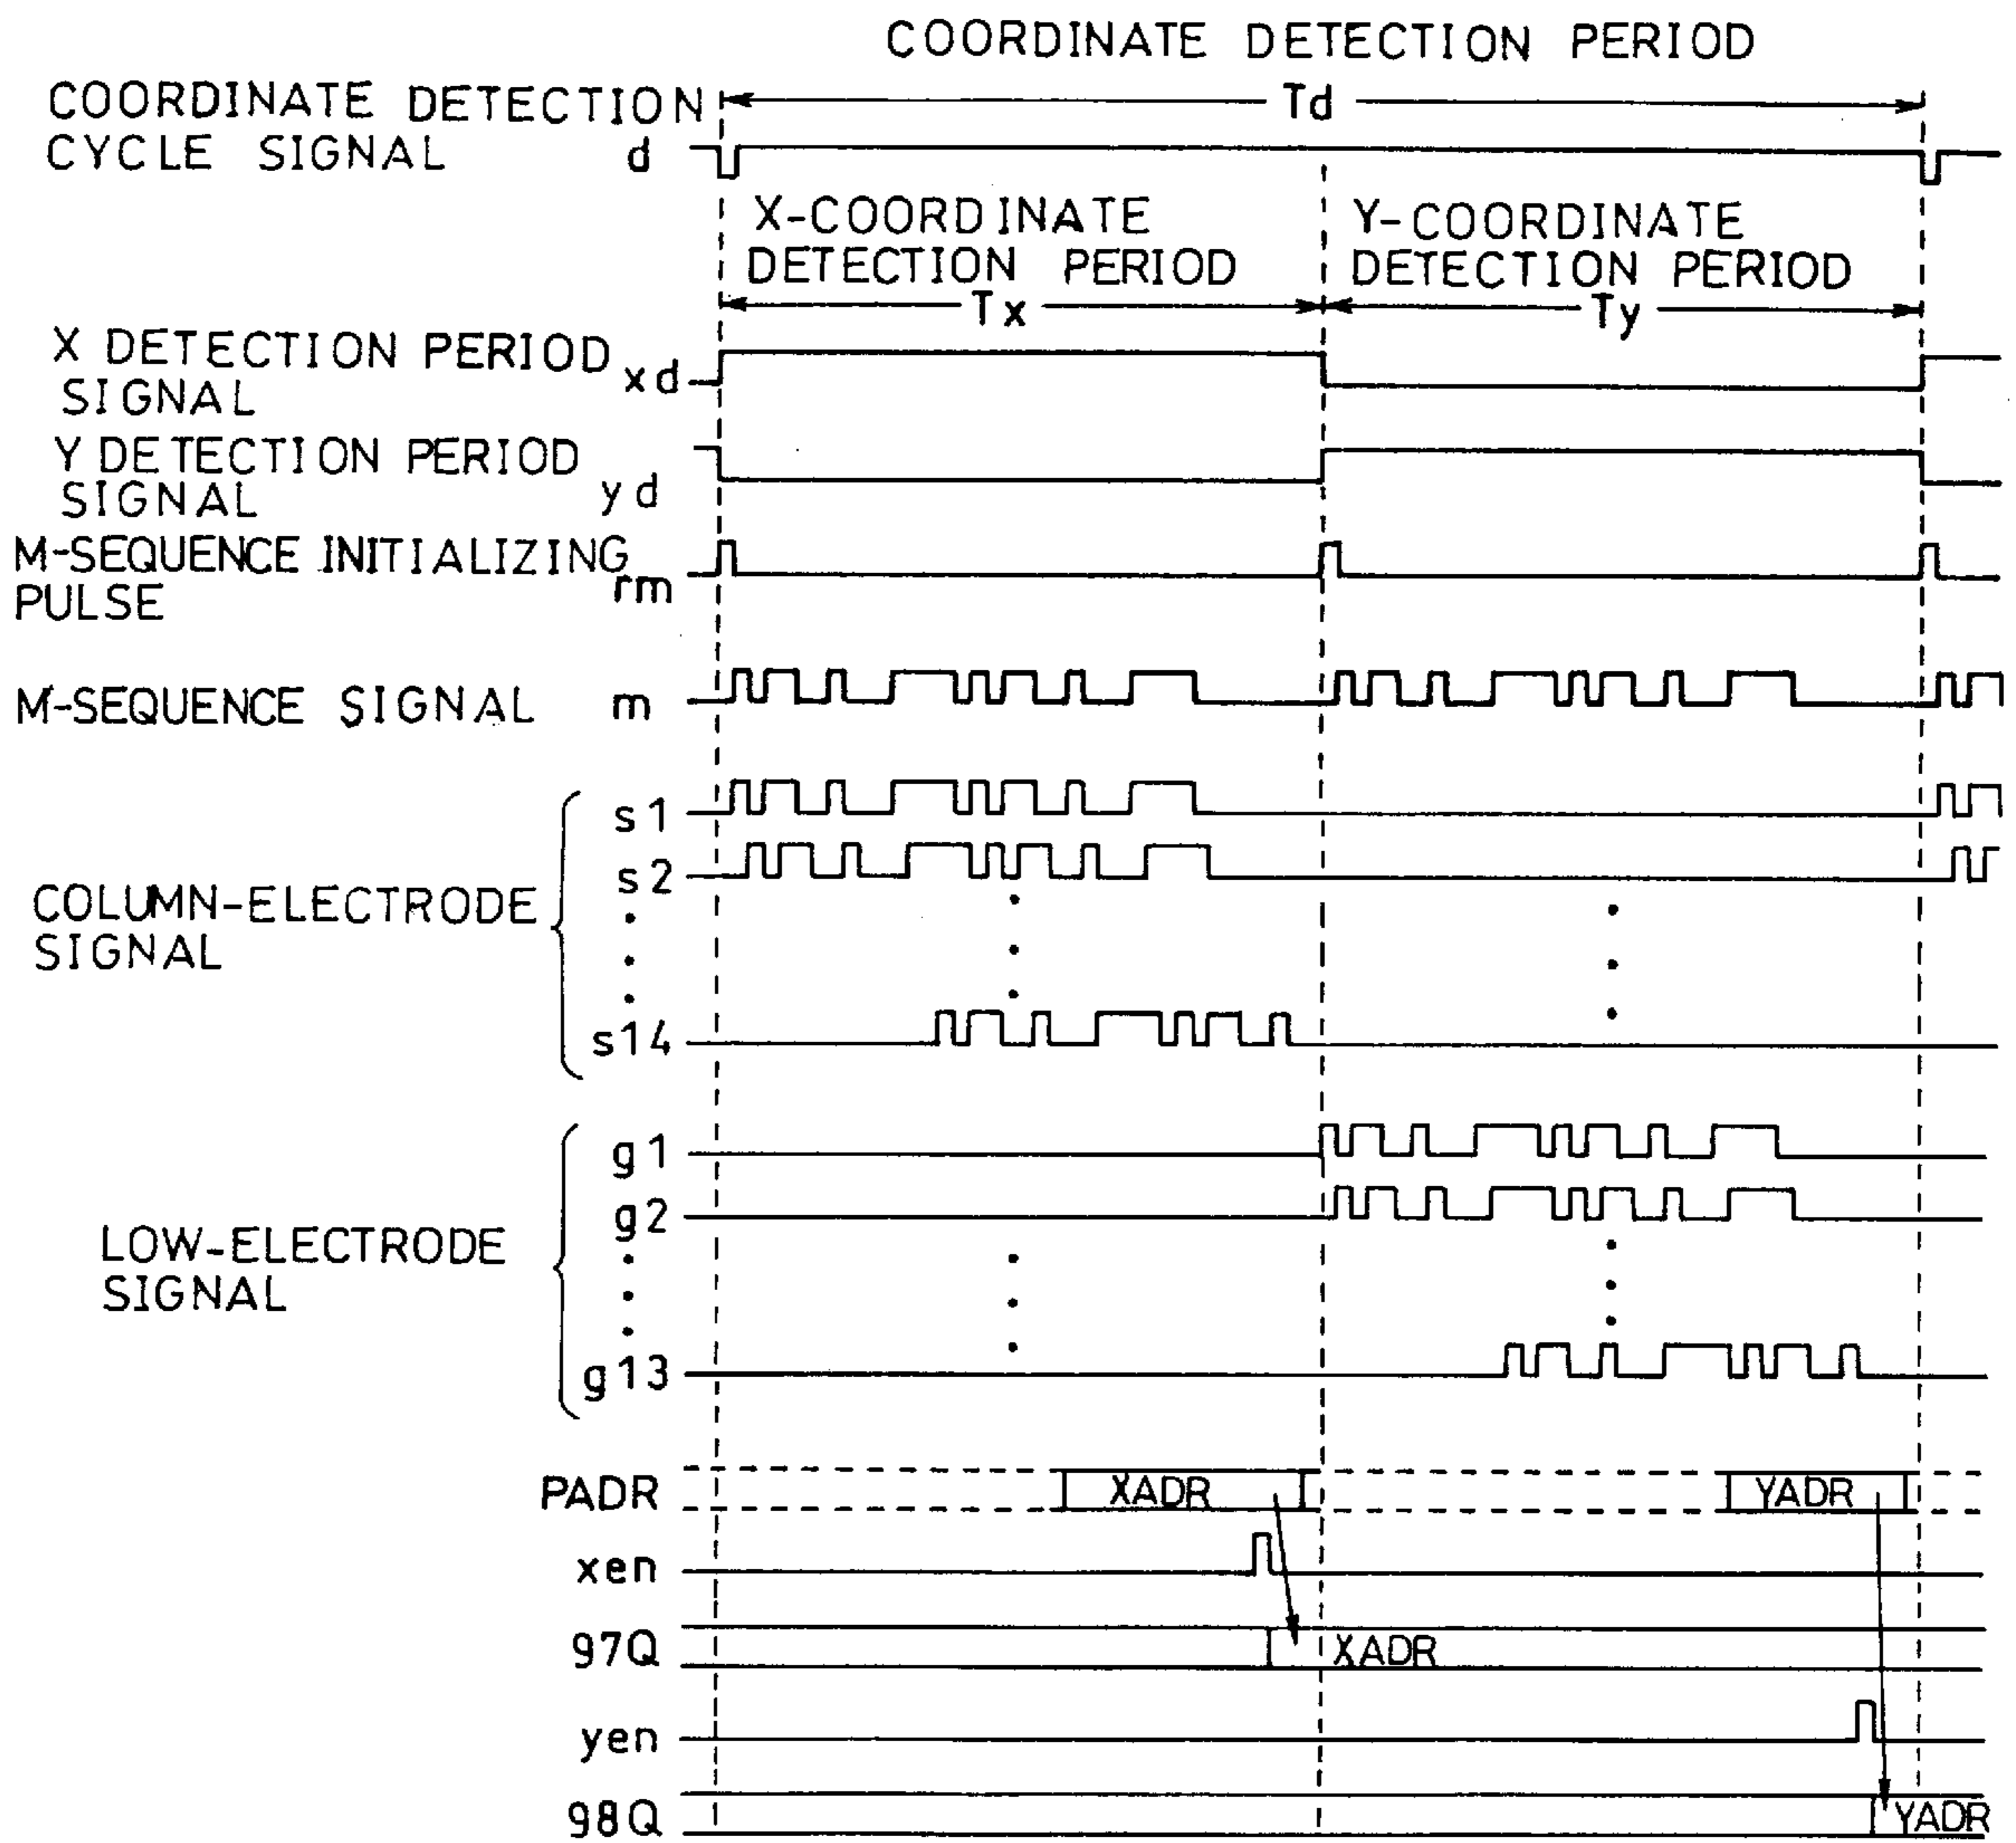 COORDINATE DETECTION PERIOD
COORDINATE DETECTION
CYCLE SIGNAL d
Td
X-COORDINATE
DETECTION PERIOD
Tx
Y-COORDINATE
DETECTION PERIOD
Ty
X DETECTION PERIOD
SIGNAL
xd
Y DETECTION PERIOD
SIGNAL
yd
M-SEQUENCE INITIALIZING
PULSE
rm
M-SEQUENCE SIGNAL m
COLUMN-ELECTRODE
SIGNAL
s1
s2
s14
LOW-ELECTRODE
SIGNAL
g1
g2
g13
PADR XADR YADR
xen
97Q XADR
yen
98Q YADR